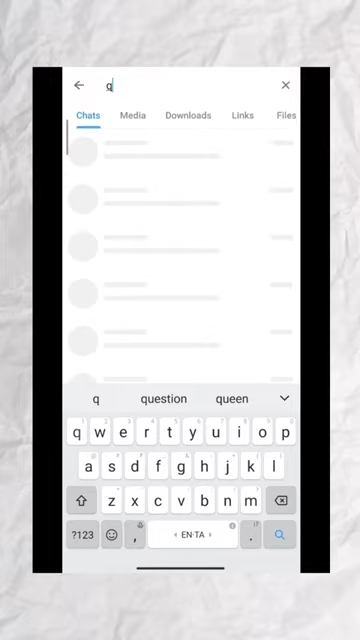 q
Chats Media Downloads Links Files
q question queen
q w e r t y u i o p
a s d f g h j k l
z x c v b n m
?123 , EN·TA .